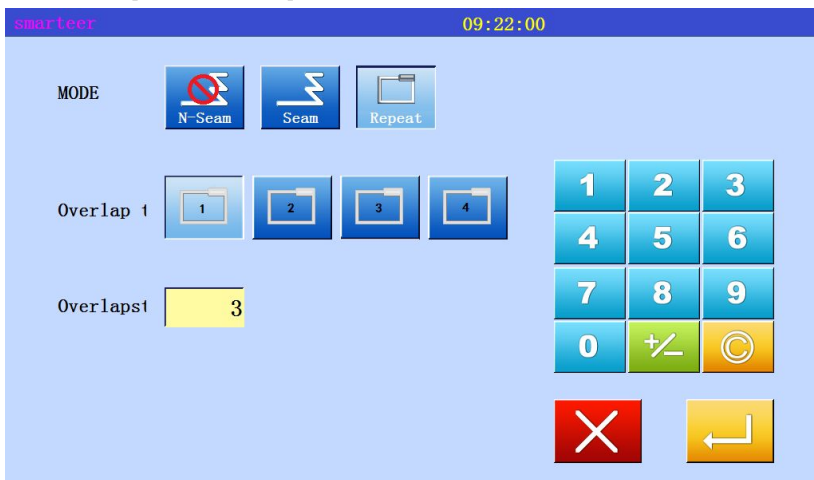 smarteer 09:22:00
MODE
N-Seam Seam Repeat
Overlap t
1 2 3 4
Overlapst 3
1 2 3
4 5 6
7 8 9
0 +/- ©